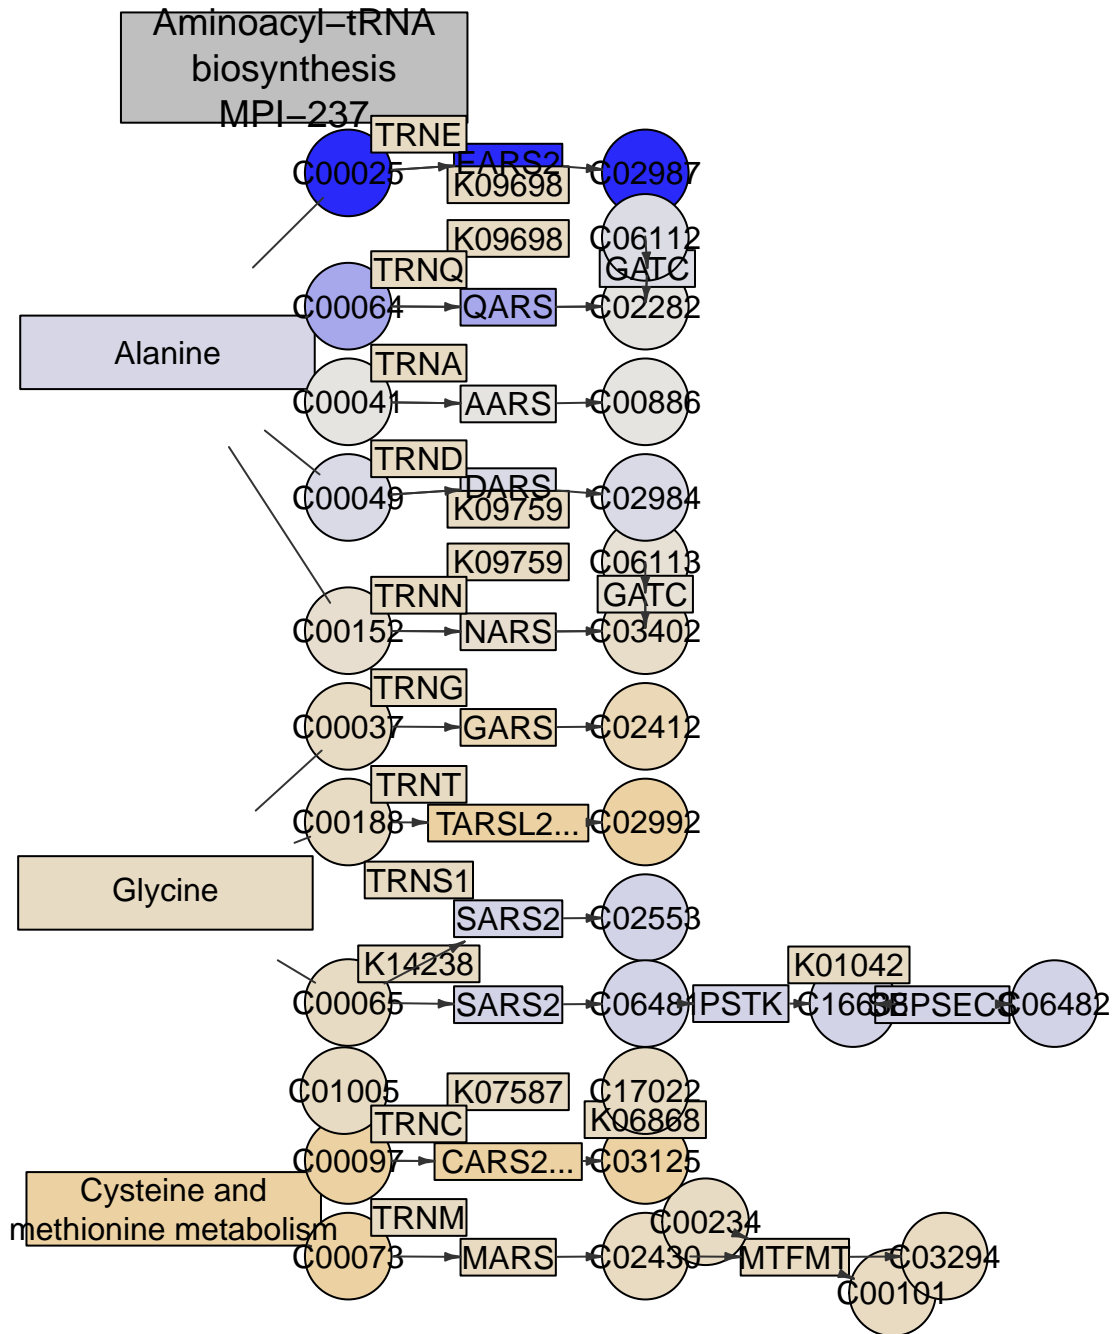 Aminoacyl−tRNA
biosynthesis
MPI−237
TRNE
C00025
EARS2
K09698
C02987
K09698
C06112
TRNQ
GATC
C00064
QARS
C02282
Alanine
TRNA
C00041
AARS
C00886
TRND
C00049
DARS
K09759
C02984
K09759
C06113
TRNN
GATC
C00152
NARS
C03402
TRNG
C00037
GARS
C02412
TRNT
C00188
TARSL2...
C02992
Glycine
TRNS1
SARS2
C02553
K14238
K01042
C00065
SARS2
C06481
PSTK
SEPSECS
C06482
C01005
K07587
C17022
TRNC
K06868
C00097
CARS2...
C03125
Cysteine and
methionine metabolism
TRNM
C00234
C00073
MARS
C02430
MTFMT
C03294
C00101